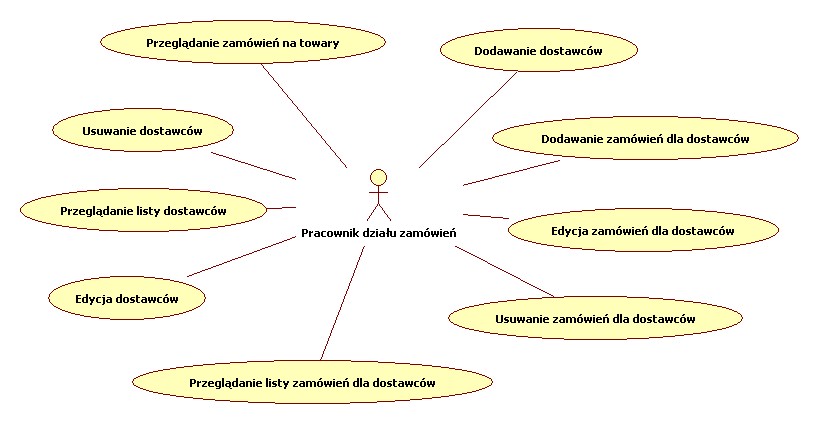 Przeglądanie zamówień na towary
Dodawanie dostawców
Usuwanie dostawców
Dodawanie zamówień dla dostawców
Przeglądanie listy dostawców
Pracownik działu zamówień
Edycja zamówień dla dostawców
Edycja dostawców
Usuwanie zamówień dla dostawców
Przeglądanie listy zamówień dla dostawców